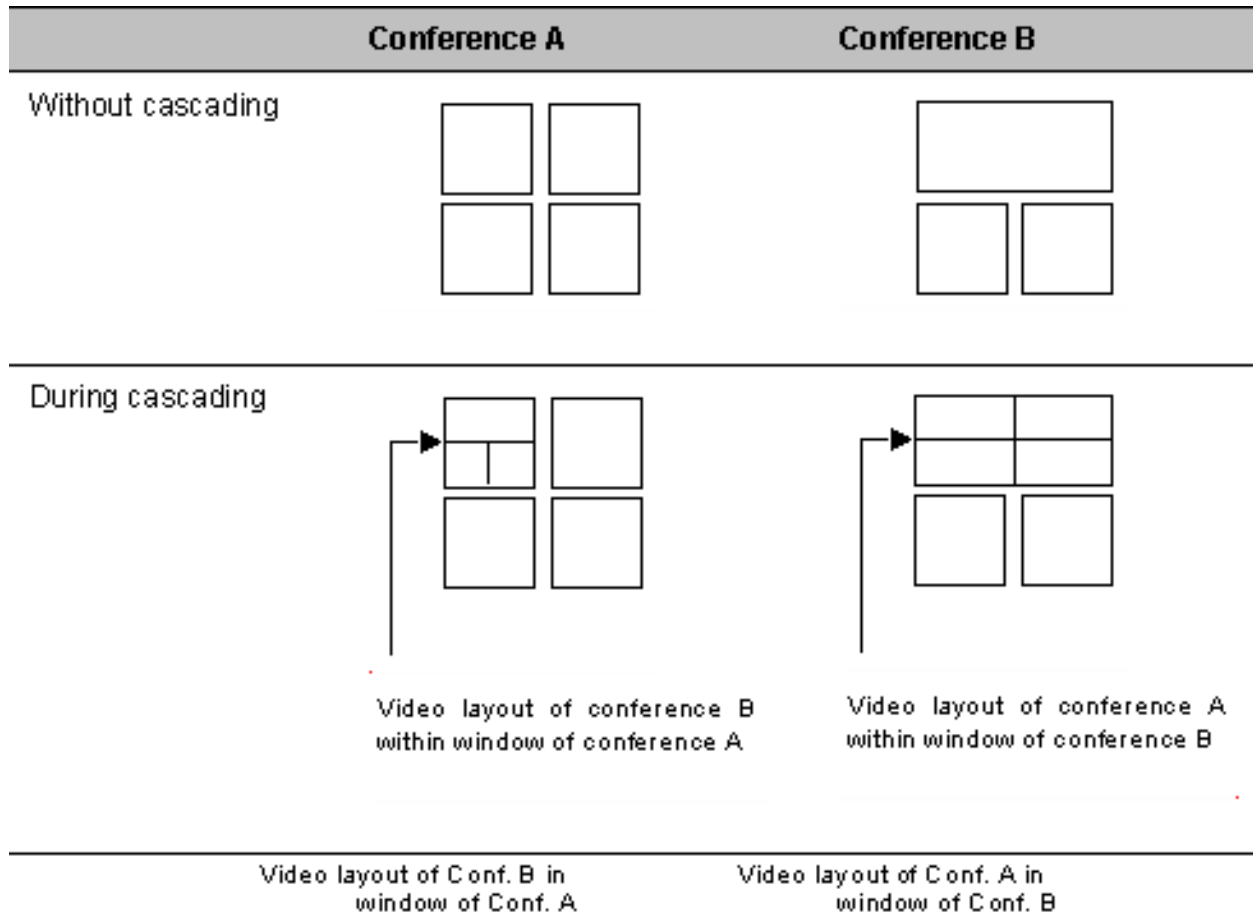 Conference A Conference B
Without cascading
During cascading
Video layout of conference B
within window of conference A
Video layout of conference A
within window of conference B
Video layout of Conf. B in
window of Conf. A
Video layout of Conf. A in
window of Conf. B